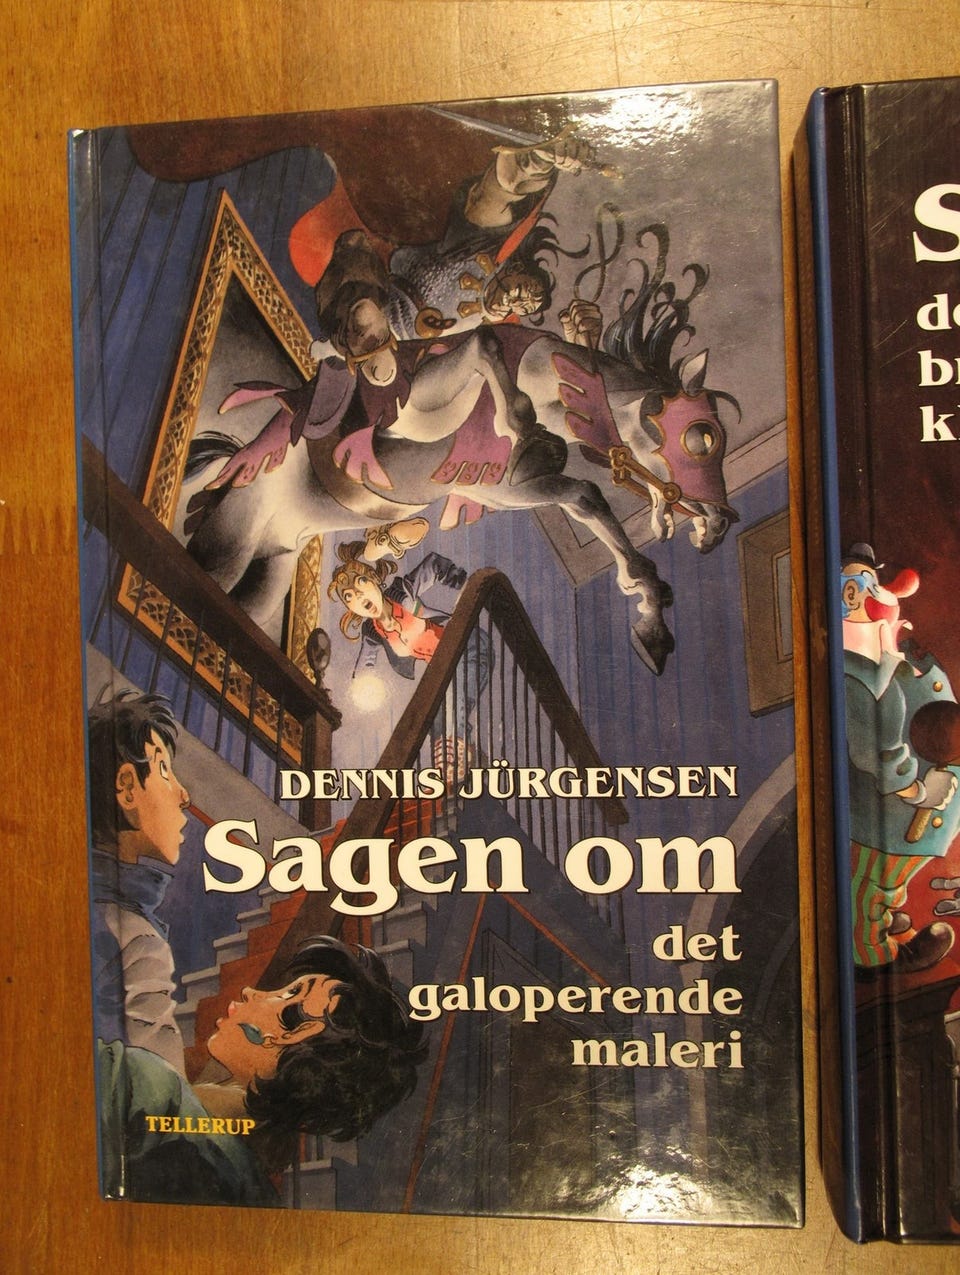 DENNIS JÜRGENSEN
Sagen om
det
galoperende
maleri
TELLERUP